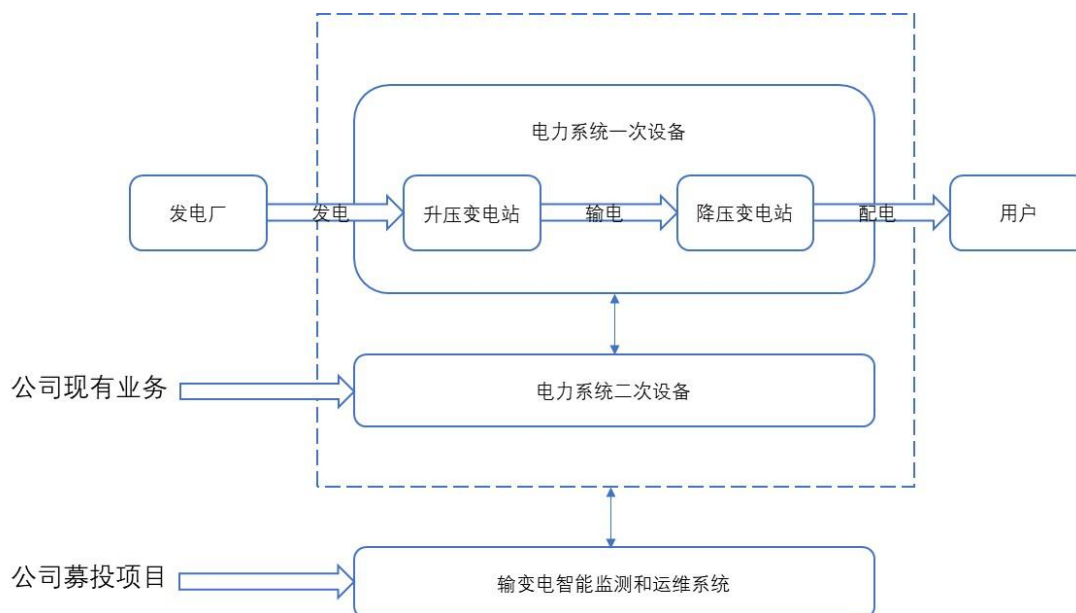 电力系统一次设备
发电厂
发电
升压变电站
输电
降压变电站
配电
用户
公司现有业务
电力系统二次设备
公司募投项目
输变电智能监测和运维系统